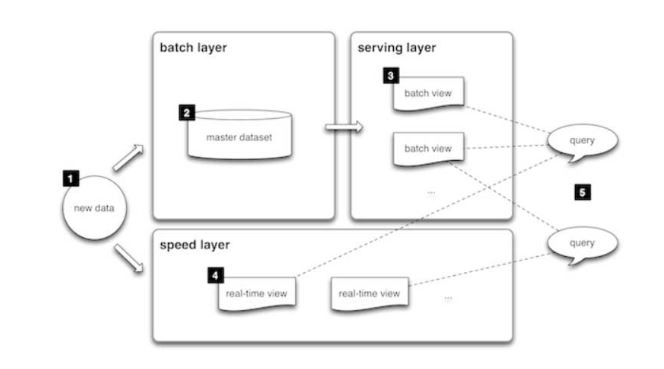 batch layer
serving layer
3
batch view
2
master dataset
batch view
query
...
1
new data
5
speed layer
query
4
real-time view
real-time view
...